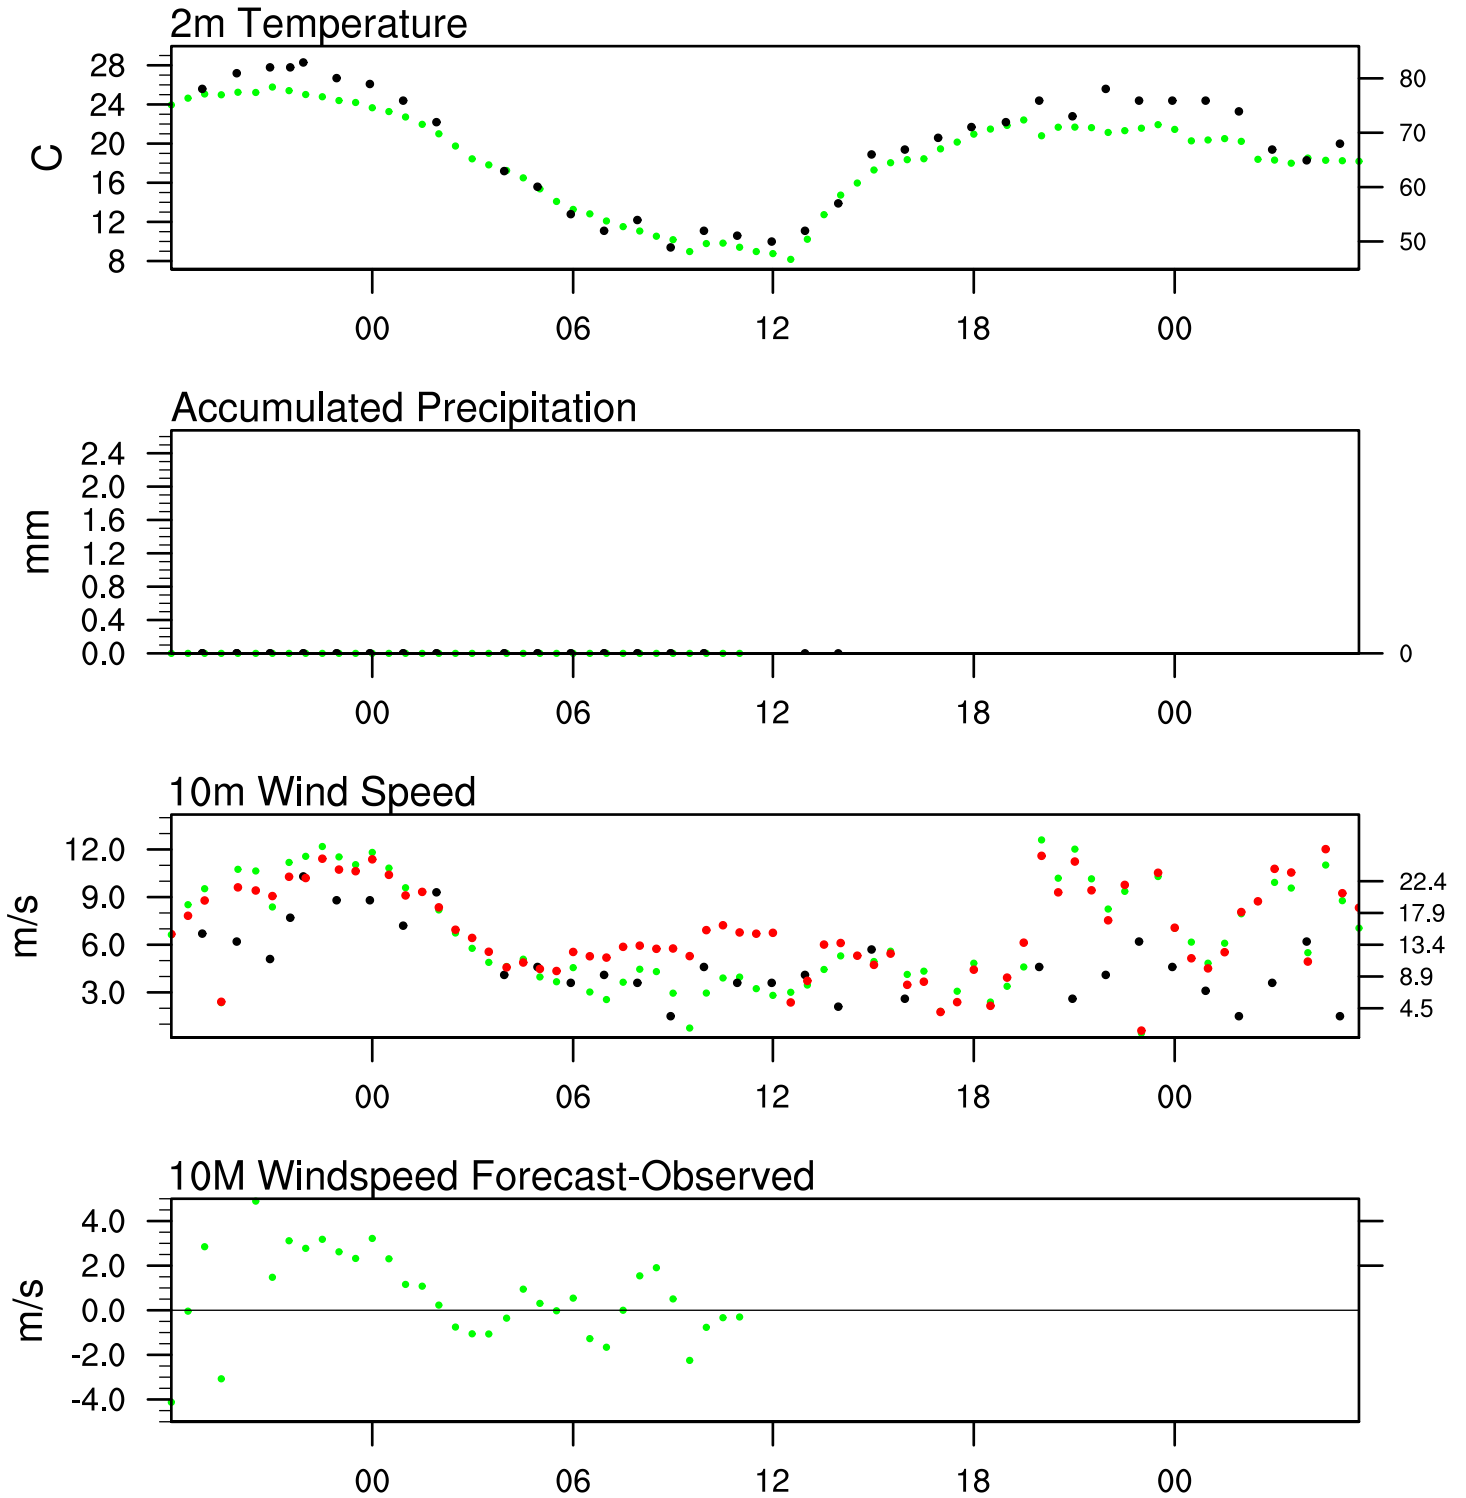 2m Temperature
28
24
20
16
12
8
C
80
70
60
50
00 06 12 18 00
Accumulated Precipitation
2.4
2.0
1.6
1.2
0.8
0.4
0.0
mm
0
00 06 12 18 00
10m Wind Speed
12.0
9.0
6.0
3.0
m/s
22.4
17.9
13.4
8.9
4.5
00 06 12 18 00
10M Windspeed Forecast-Observed
4.0
2.0
0.0
-2.0
-4.0
m/s
00 06 12 18 00